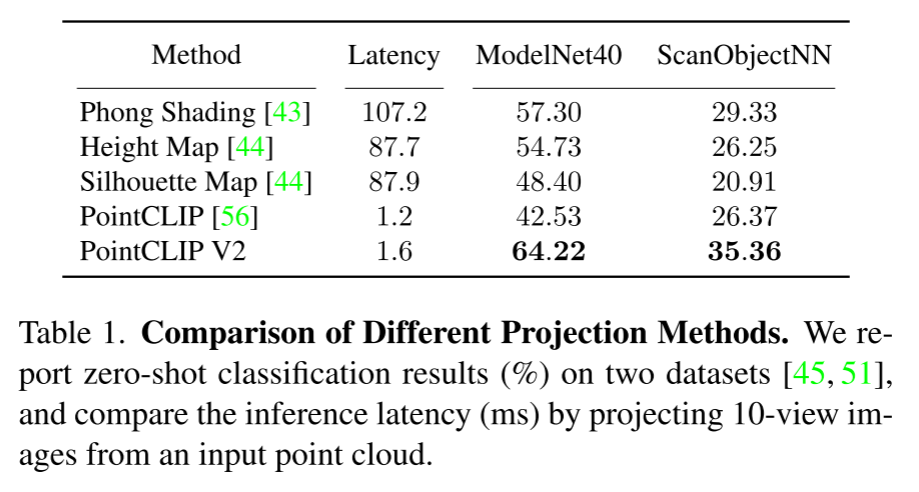 Method Latency ModelNet40 ScanObjectNN
Phong Shading [43] 107.2 57.30 29.33
Height Map [44] 87.7 54.73 26.25
Silhouette Map [44] 87.9 48.40 20.91
PointCLIP [56] 1.2 42.53 26.37
PointCLIP V2 1.6 64.22 35.36
Table 1. Comparison of Different Projection Methods. We re-
port zero-shot classification results (%) on two datasets [45, 51],
and compare the inference latency (ms) by projecting 10-view im-
ages from an input point cloud.